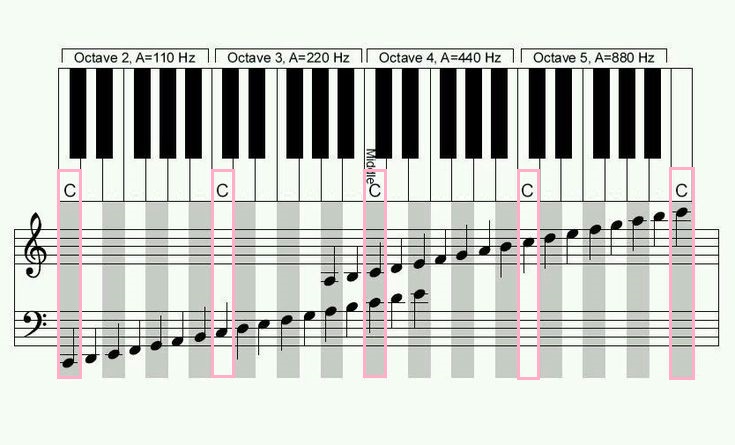 Octave 2, A=110 Hz Octave 3, A=220 Hz Octave 4, A=440 Hz Octave 5, A=880 Hz
Middle
C C C C C